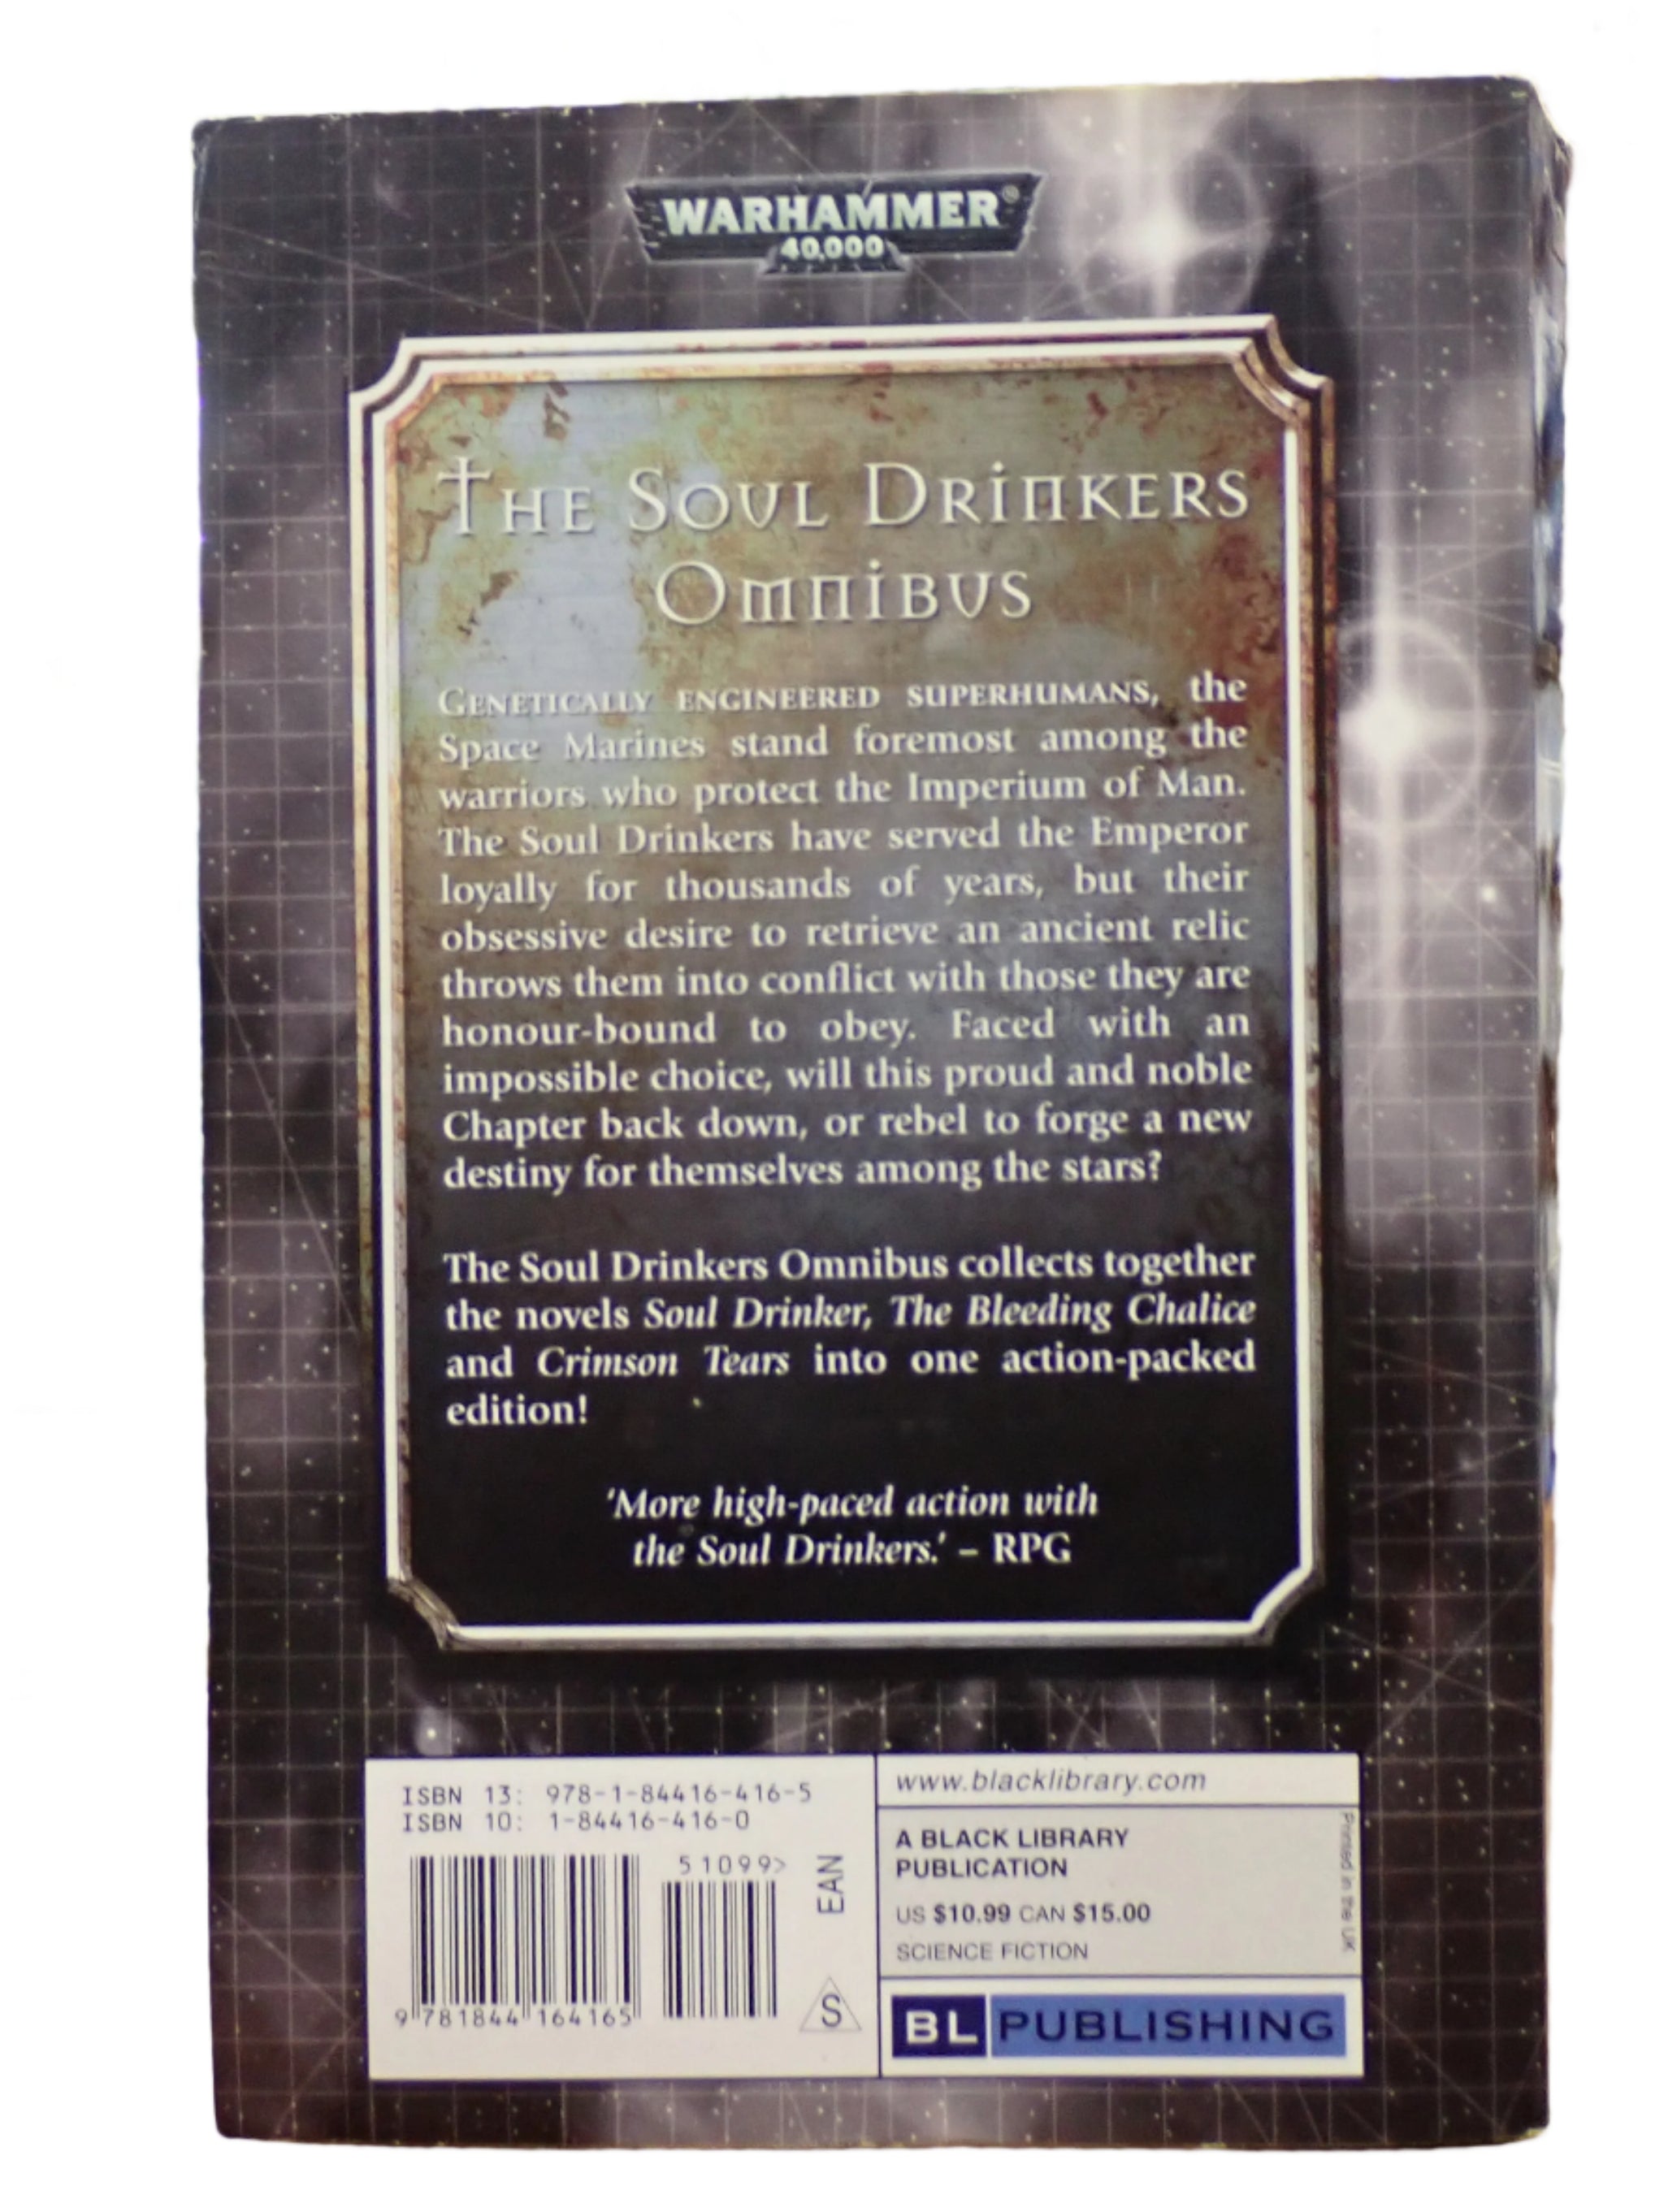 WARHAMMER®
40,000
THE SOUL DRINKERS
OMNIBUS
GENETICALLY ENGINEERED SUPERHUMANS, the
Space Marines stand foremost among the
warriors who protect the Imperium of Man.
The Soul Drinkers have served the Emperor
loyally for thousands of years, but their
obsessive desire to retrieve an ancient relic
throws them into conflict with those they are
honour-bound to obey. Faced with an
impossible choice, will this proud and noble
Chapter back down, or rebel to forge a new
destiny for themselves among the stars?
The Soul Drinkers Omnibus collects together
the novels Soul Drinker, The Bleeding Chalice
and Crimson Tears into one action-packed
edition!
'More high-paced action with
the Soul Drinkers.' – RPG
ISBN 13: 978-1-84416-416-5
ISBN 10: 1-84416-416-0
51099>
EAN
9 781844 164165
S
www.blacklibrary.com
A BLACK LIBRARY
PUBLICATION
US $10.99 CAN $15.00
SCIENCE FICTION
Printed in the UK
BL PUBLISHING